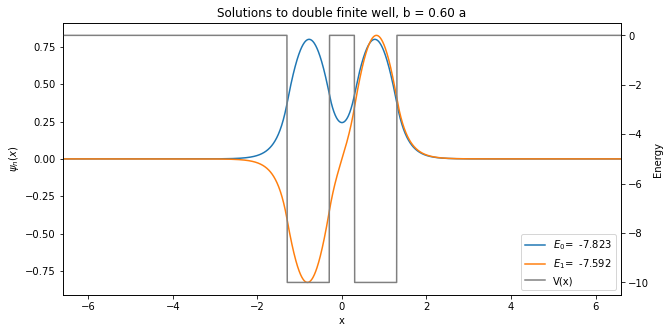 Solutions to double finite well, b = 0.60 a
0.75
0.50
0.25
0.00
−0.25
−0.50
−0.75
ψₙ(x)
0
−2
−4
−6
−8
−10
Energy
E₀= -7.823
E₁= -7.592
V(x)
−6 −4 −2 0 2 4 6
x